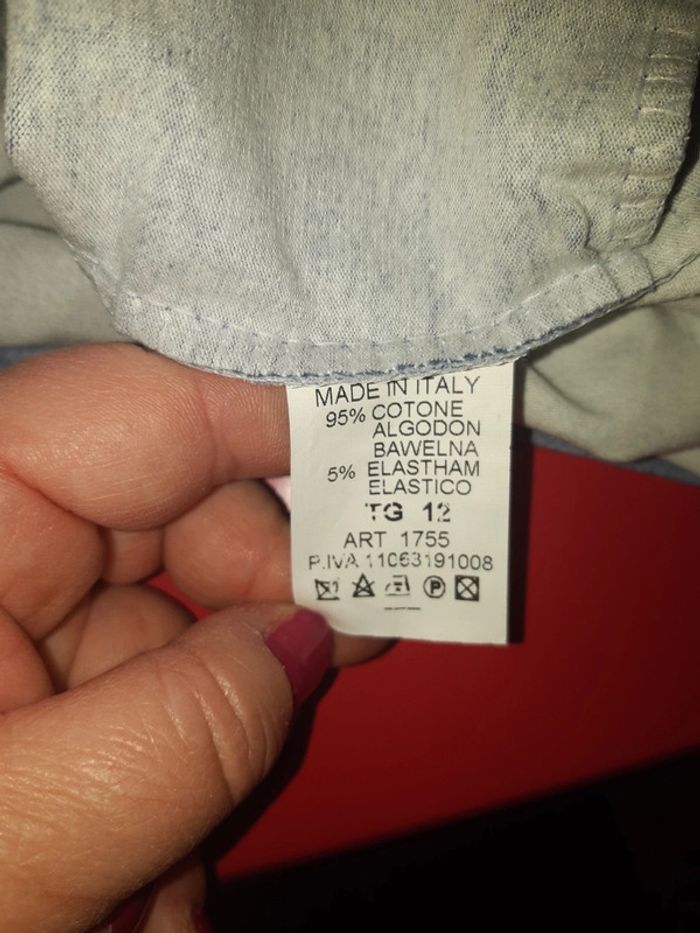 MADE IN ITALY
95% COTONE
ALGODON
BAWELNA
5% ELASTHAM
ELASTICO
TG 12
ART 1755
P.IVA 11063191008
P